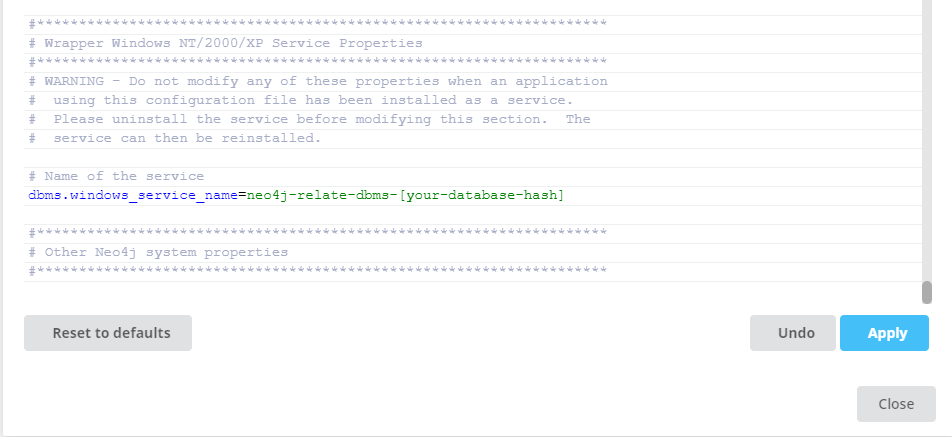 #********************************************************************
# Wrapper Windows NT/2000/XP Service Properties
#********************************************************************
# WARNING - Do not modify any of these properties when an application
#  using this configuration file has been installed as a service.
#  Please uninstall the service before modifying this section.  The
#  service can then be reinstalled.
# Name of the service
dbms.windows_service_name=neo4j-relate-dbms-[your-database-hash]
#********************************************************************
# Other Neo4j system properties
#********************************************************************
Reset to defaults
Undo
Apply
Close